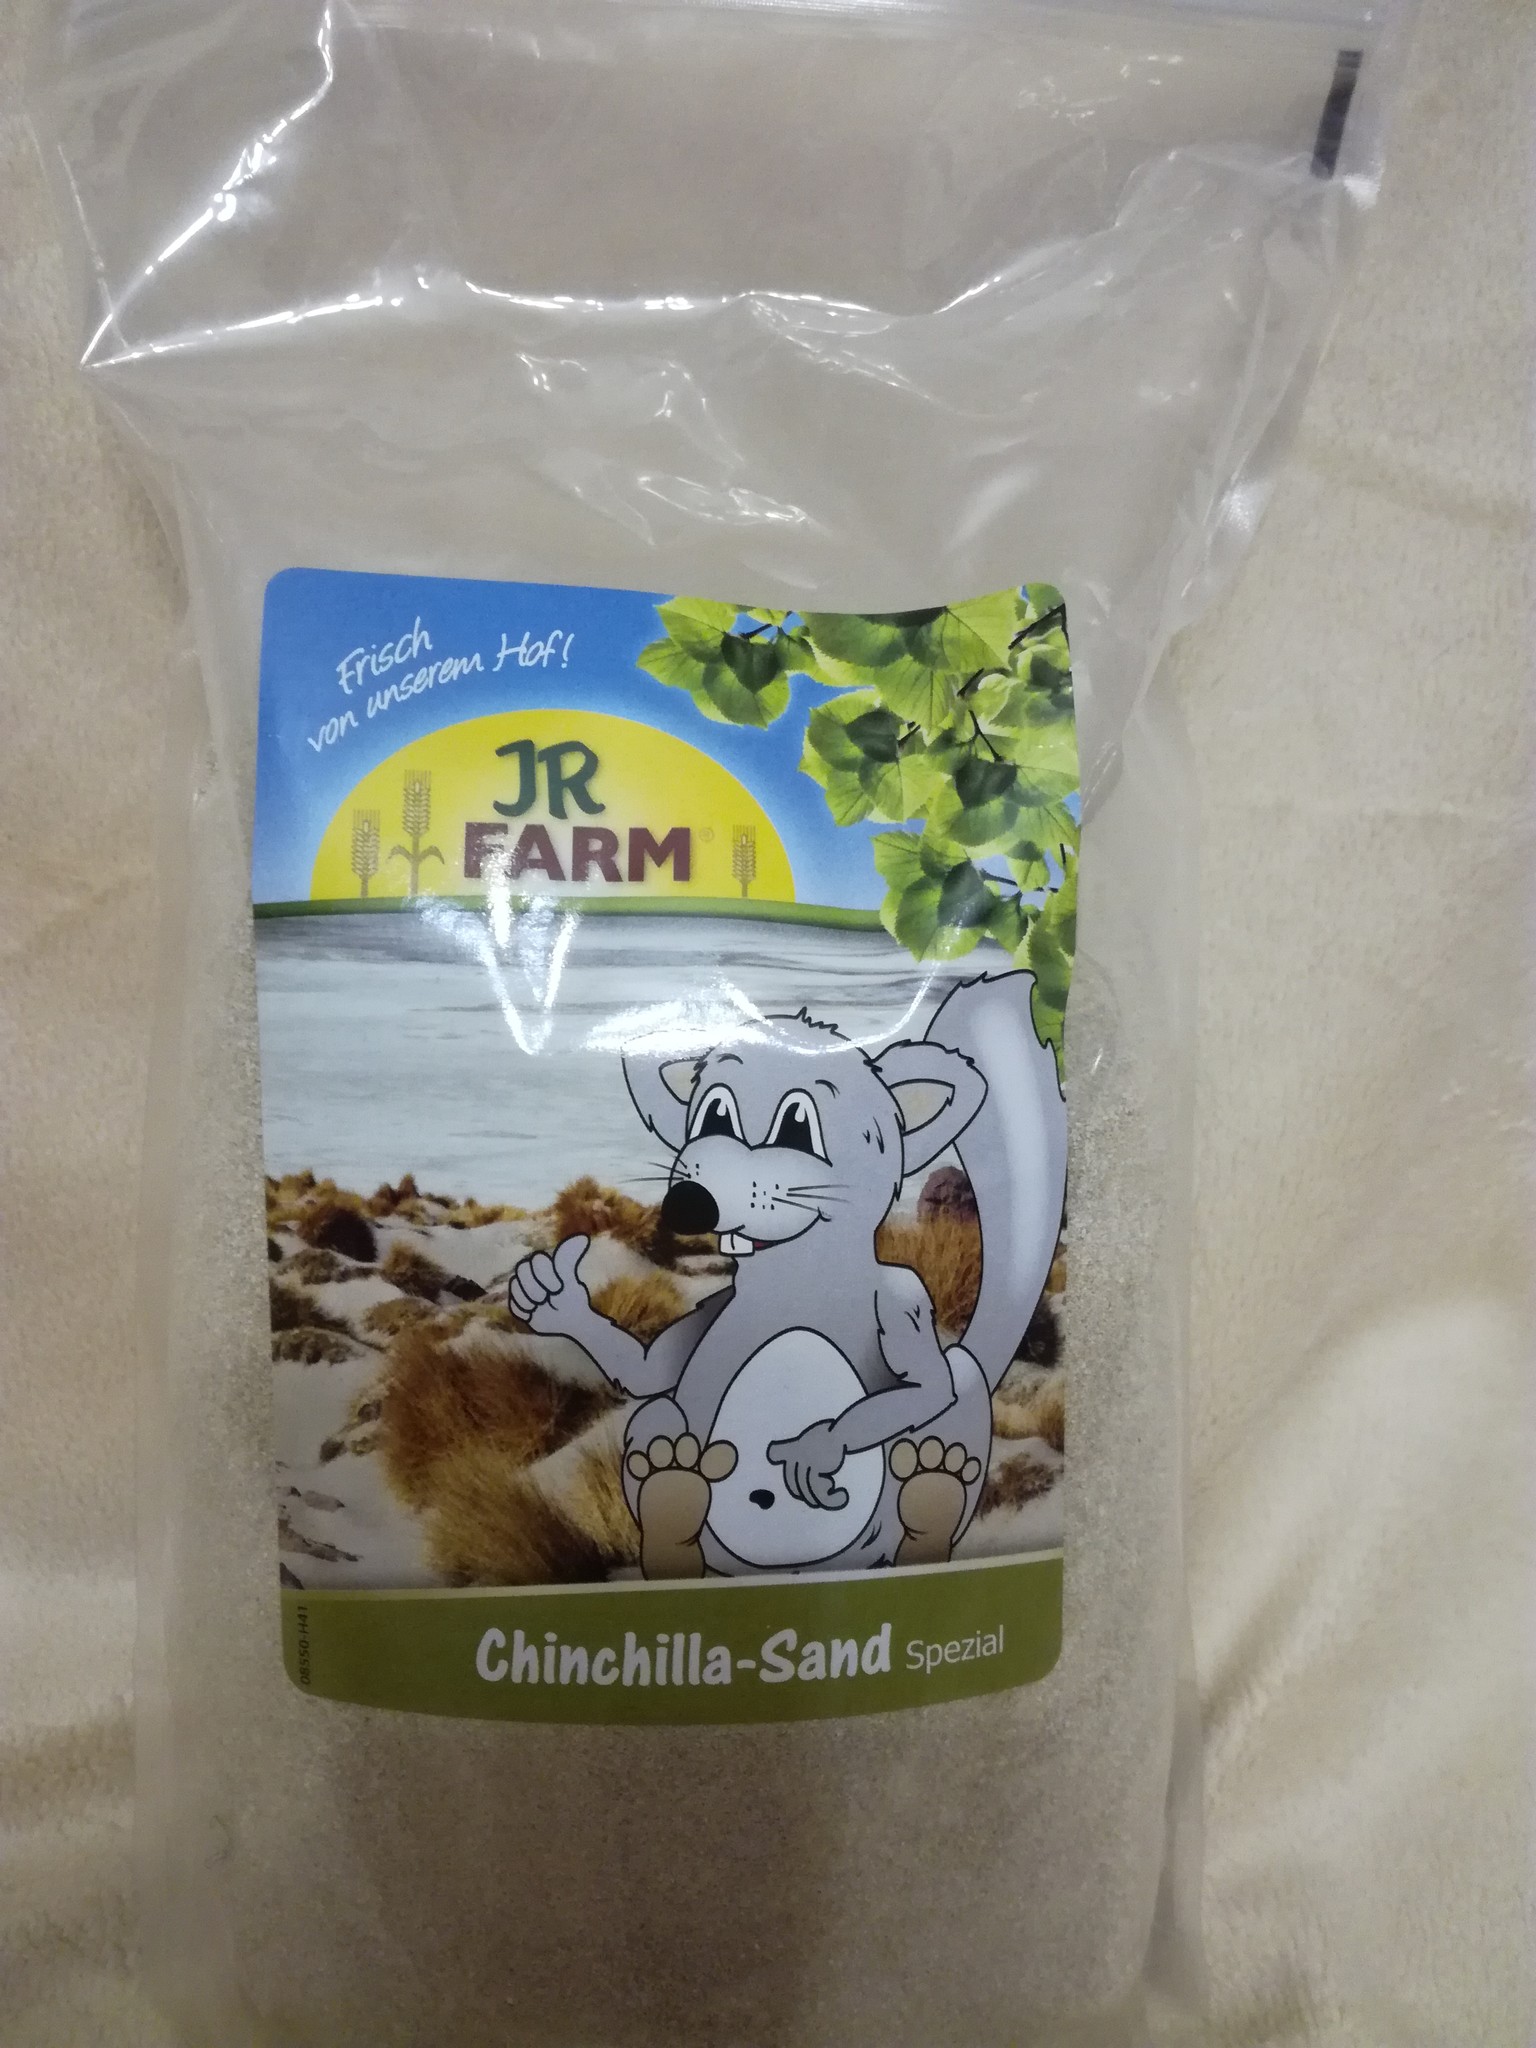 Frisch
von unserem Hof!
JR
FARM®
Chinchilla-Sand Spezial
08550-H41